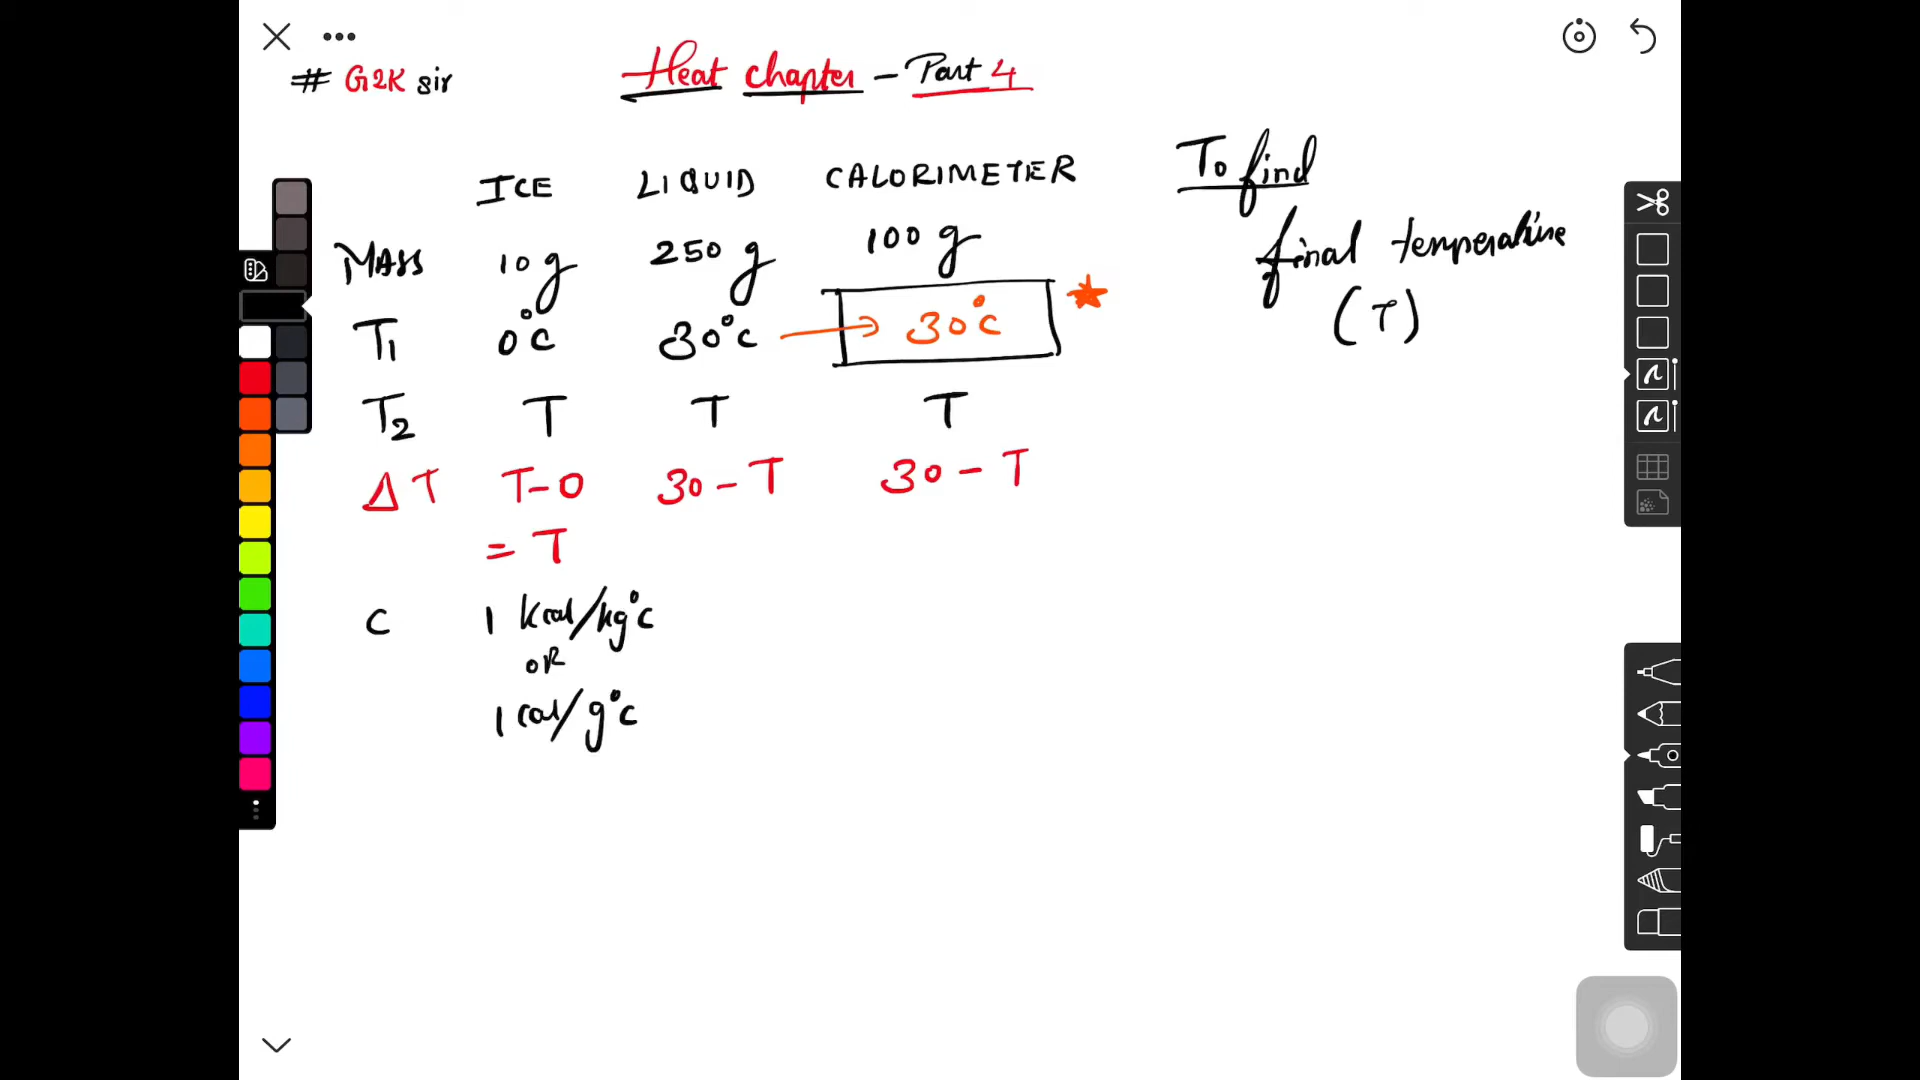 # G2K sir
Heat chapter - Part 4
ICE LIQUID CALORIMETER
To find
final temperature
(T)
MASS 10 g 250 g 100 g
T1 0°C 30°C → 30°C ★
T2 T T T
ΔT T-0 30-T 30-T
= T
C 1 kcal/kg°C
OR
1 cal/g°C